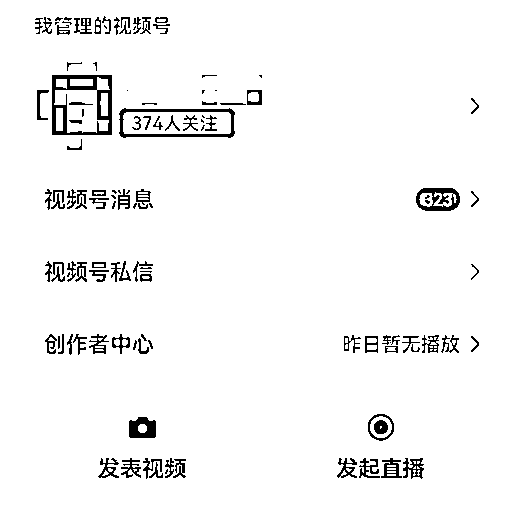 我管理的视频号
374人关注
视频号消息 323
视频号私信
创作者中心 昨日暂无播放
发表视频 发起直播